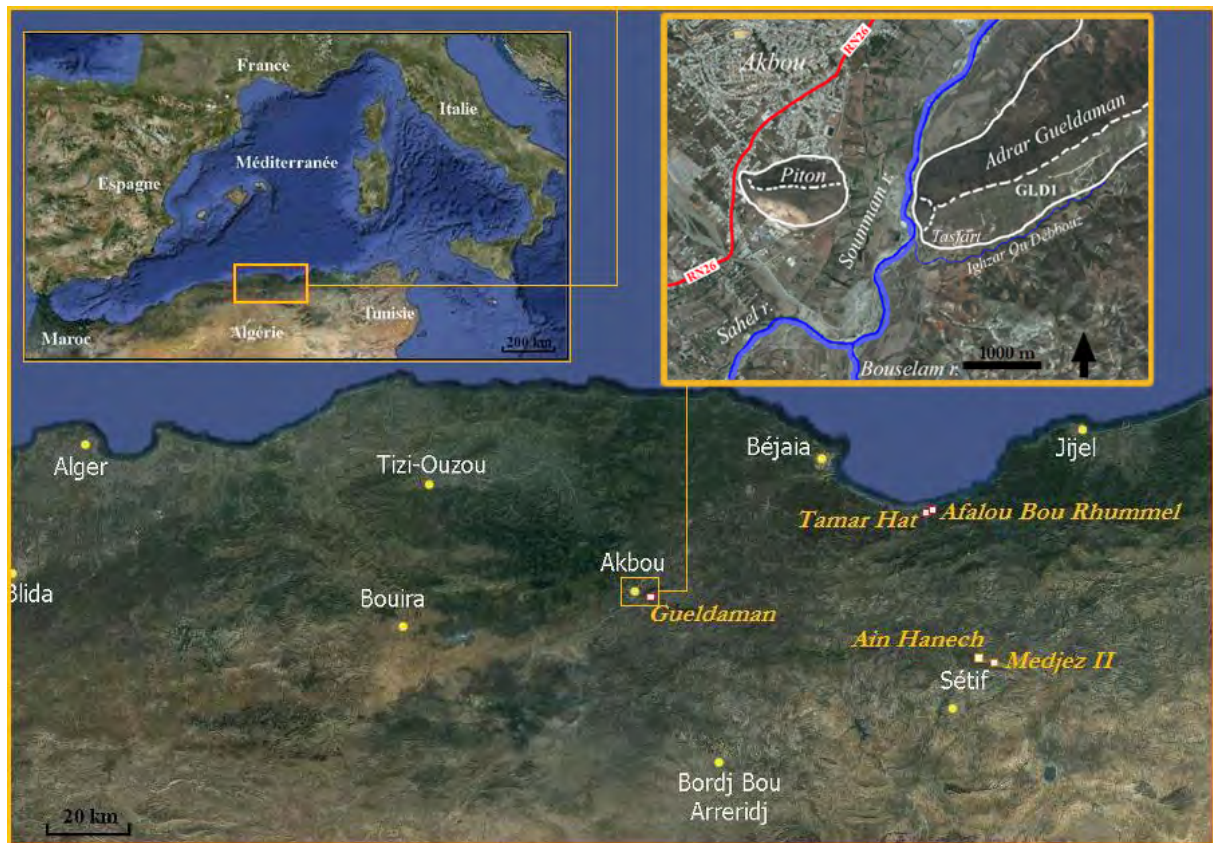 France
Italie
Méditerranée
Espagne
Maroc
Algérie
Tunisie
200 km
Akbou
RN26
Piton
Soummam r.
Adrar Gueldaman
GLD1
Tasfart
Ighzar Ou Debbouz
RN26
Sahel r.
Bouselam r.
1000 m
Alger
Tizi-Ouzou
Béjaia
Jijel
Tamar Hat
Afalou Bou Rhummel
Akbou
Gueldaman
Blida
Bouira
Ain Hanech
Medjez II
Sétif
Bordj Bou
Arreridj
20 km